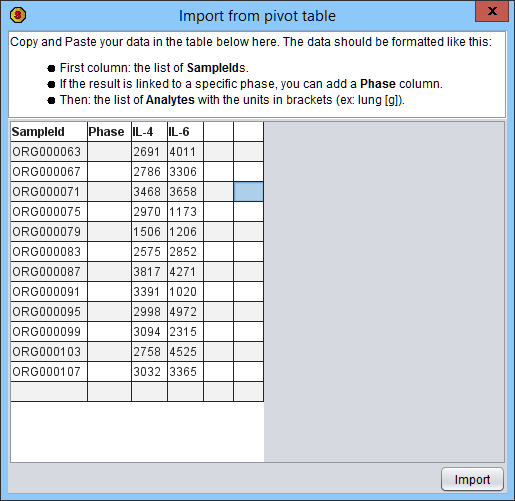 Import from pivot table
x
Copy and Paste your data in the table below here. The data should be formatted like this:
First column: the list of SampleIds.
If the result is linked to a specific phase, you can add a Phase column.
Then: the list of Analytes with the units in brackets (ex: lung [g]).
SampleId Phase IL-4 IL-6
ORG000063 2691 4011
ORG000067 2786 3306
ORG000071 3468 3658
ORG000075 2970 1173
ORG000079 1506 1206
ORG000083 2575 2852
ORG000087 3817 4271
ORG000091 3391 1020
ORG000095 2998 4972
ORG000099 3094 2315
ORG000103 2758 4525
ORG000107 3032 3365
Import